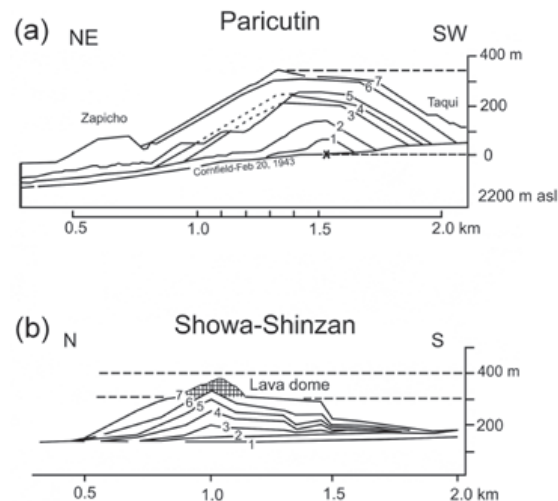 (a)
Paricutin
NE
SW
400 m
7
6
Zapicho
5
4
3
Taqui
200
2
1
0
x
Cornfield-Feb 20, 1943
2200 m asl
0.5 1.0 1.5 2.0 km
(b)
Showa-Shinzan
N
S
400 m
Lava dome
7
6
5
4
3
2
1
300
200
0.5 1.0 1.5 2.0 km